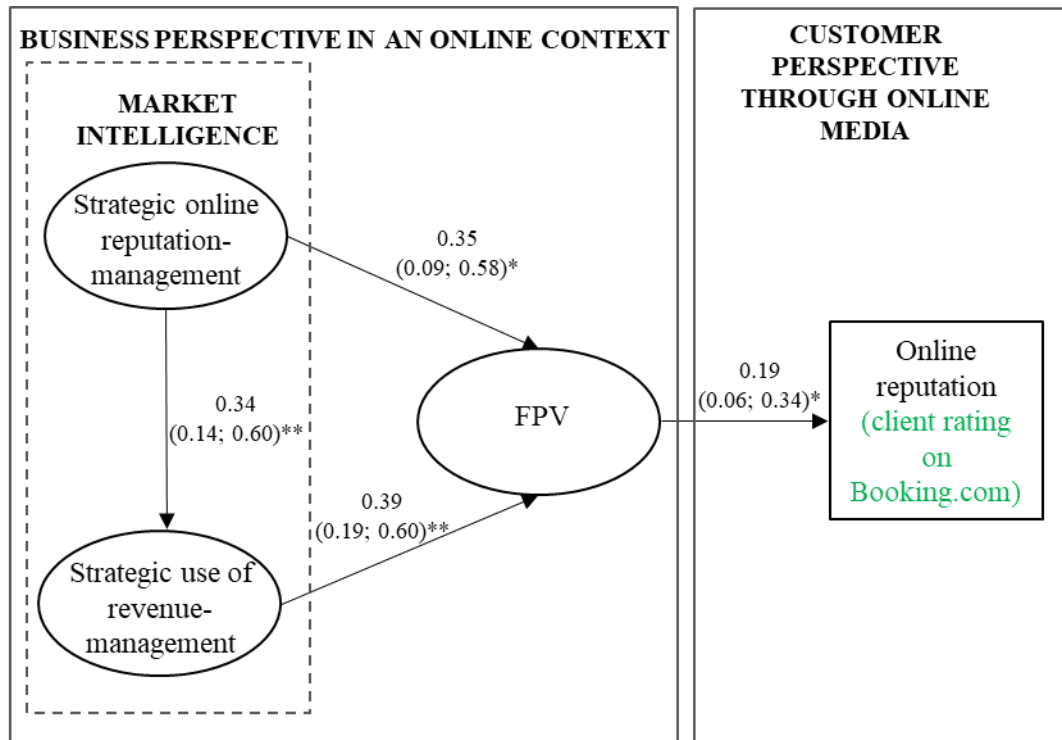 BUSINESS PERSPECTIVE IN AN ONLINE CONTEXT
MARKET
INTELLIGENCE
Strategic online
reputation-
management
0.35
(0.09; 0.58)*
0.34
(0.14; 0.60)**
FPV
0.39
(0.19; 0.60)**
Strategic use of
revenue-
management
CUSTOMER
PERSPECTIVE
THROUGH ONLINE
MEDIA
0.19
(0.06; 0.34)*
Online
reputation
(client rating
on
Booking.com)